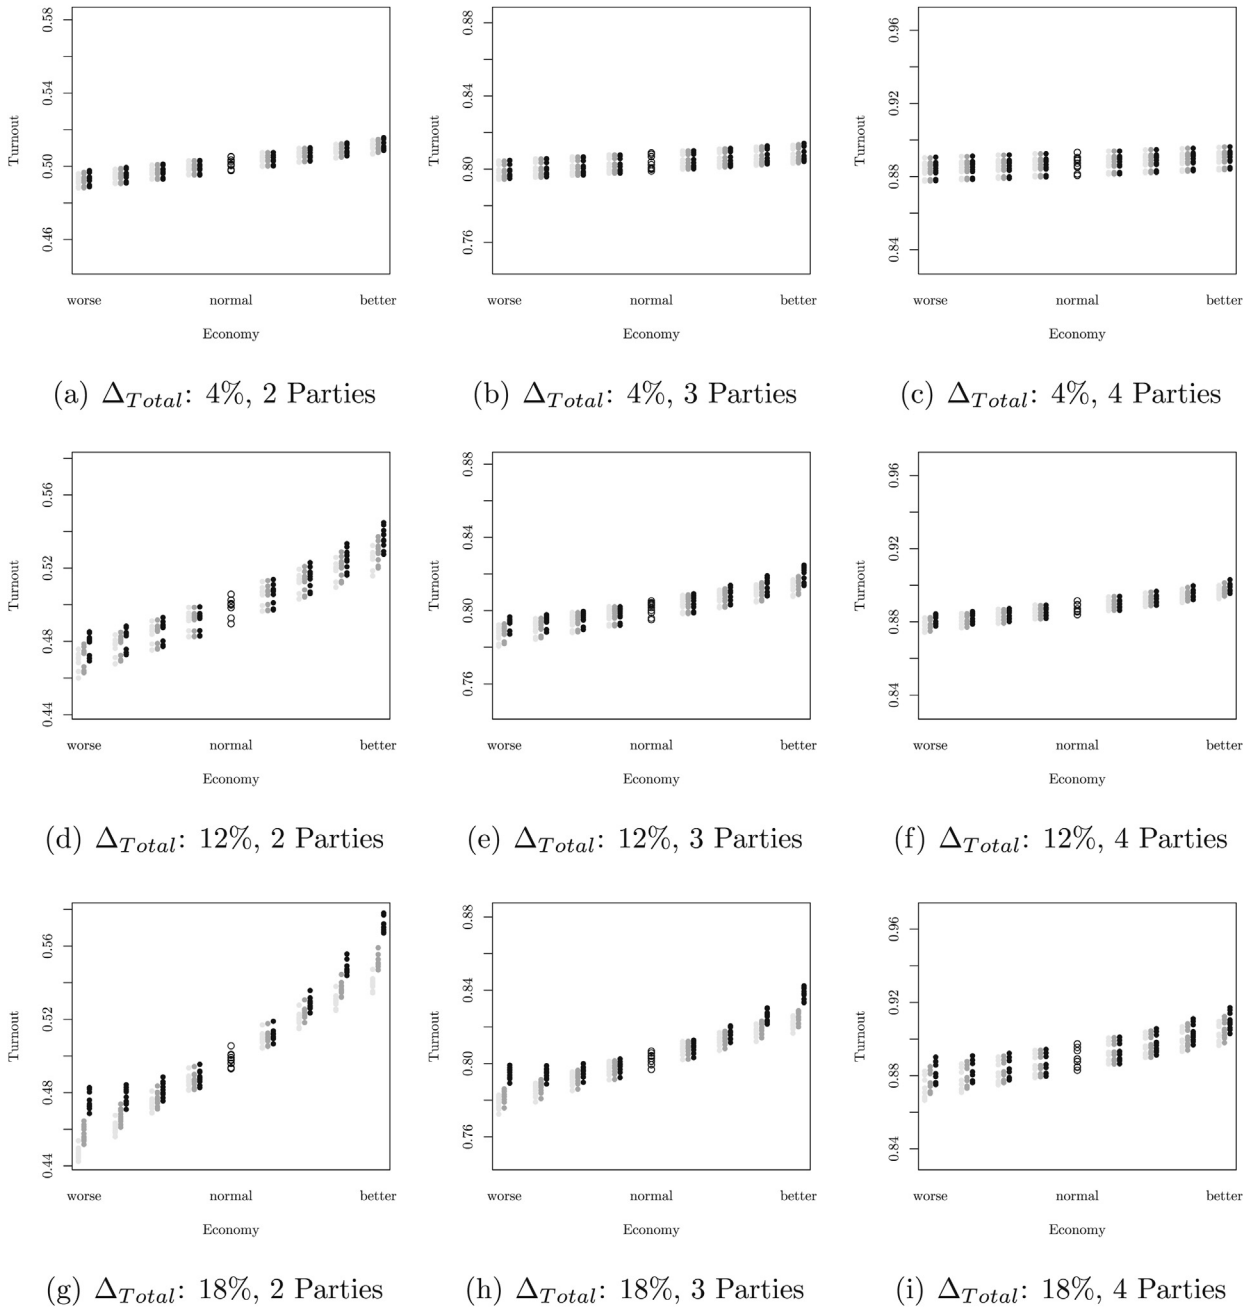 0.58
0.54
0.50
0.46
Turnout
worse normal better
Economy
0.88
0.84
0.80
0.76
Turnout
worse normal better
Economy
0.96
0.92
0.88
0.84
Turnout
worse normal better
Economy
(a) Δ_Total: 4%, 2 Parties
(b) Δ_Total: 4%, 3 Parties
(c) Δ_Total: 4%, 4 Parties
0.56
0.52
0.48
0.44
Turnout
worse normal better
Economy
0.88
0.84
0.80
0.76
Turnout
worse normal better
Economy
0.96
0.92
0.88
0.84
Turnout
worse normal better
Economy
(d) Δ_Total: 12%, 2 Parties
(e) Δ_Total: 12%, 3 Parties
(f) Δ_Total: 12%, 4 Parties
0.56
0.52
0.48
0.44
Turnout
worse normal better
Economy
0.88
0.84
0.80
0.76
Turnout
worse normal better
Economy
0.96
0.92
0.88
0.84
Turnout
worse normal better
Economy
(g) Δ_Total: 18%, 2 Parties
(h) Δ_Total: 18%, 3 Parties
(i) Δ_Total: 18%, 4 Parties